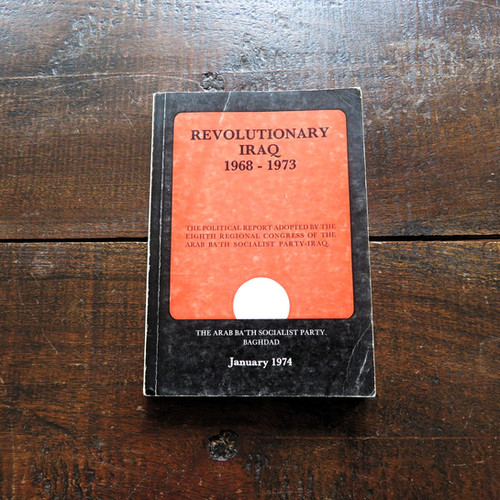 REVOLUTIONARY
IRAQ
1968 - 1973
THE POLITICAL REPORT ADOPTED BY THE
EIGHTH REGIONAL CONGRESS OF THE
ARAB BA'TH SOCIALIST PARTY-IRAQ.
THE ARAB BA'TH SOCIALIST PARTY.
BAGHDAD
January 1974